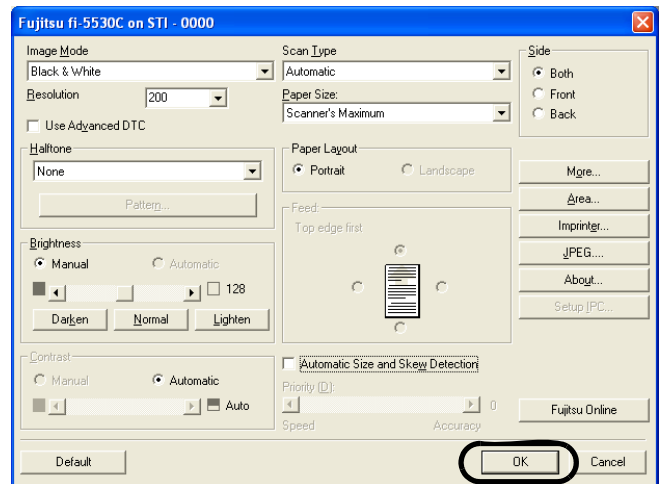 Fujitsu fi-5530C on STI - 0000
Image Mode
Black & White
Resolution
200
Use Advanced DTC
Halftone
None
Pattern...
Brightness
Manual
Automatic
128
Darken
Normal
Lighten
Contrast
Manual
Automatic
Auto
Default
Scan Type
Automatic
Paper Size:
Scanner's Maximum
Paper Layout
Portrait
Landscape
Feed:
Top edge first
Automatic Size and Skew Detection
Priority (D):
0
Speed
Accuracy
Side
Both
Front
Back
More...
Area...
Imprinter...
JPEG....
About...
Setup IPC...
Fujitsu Online
OK
Cancel